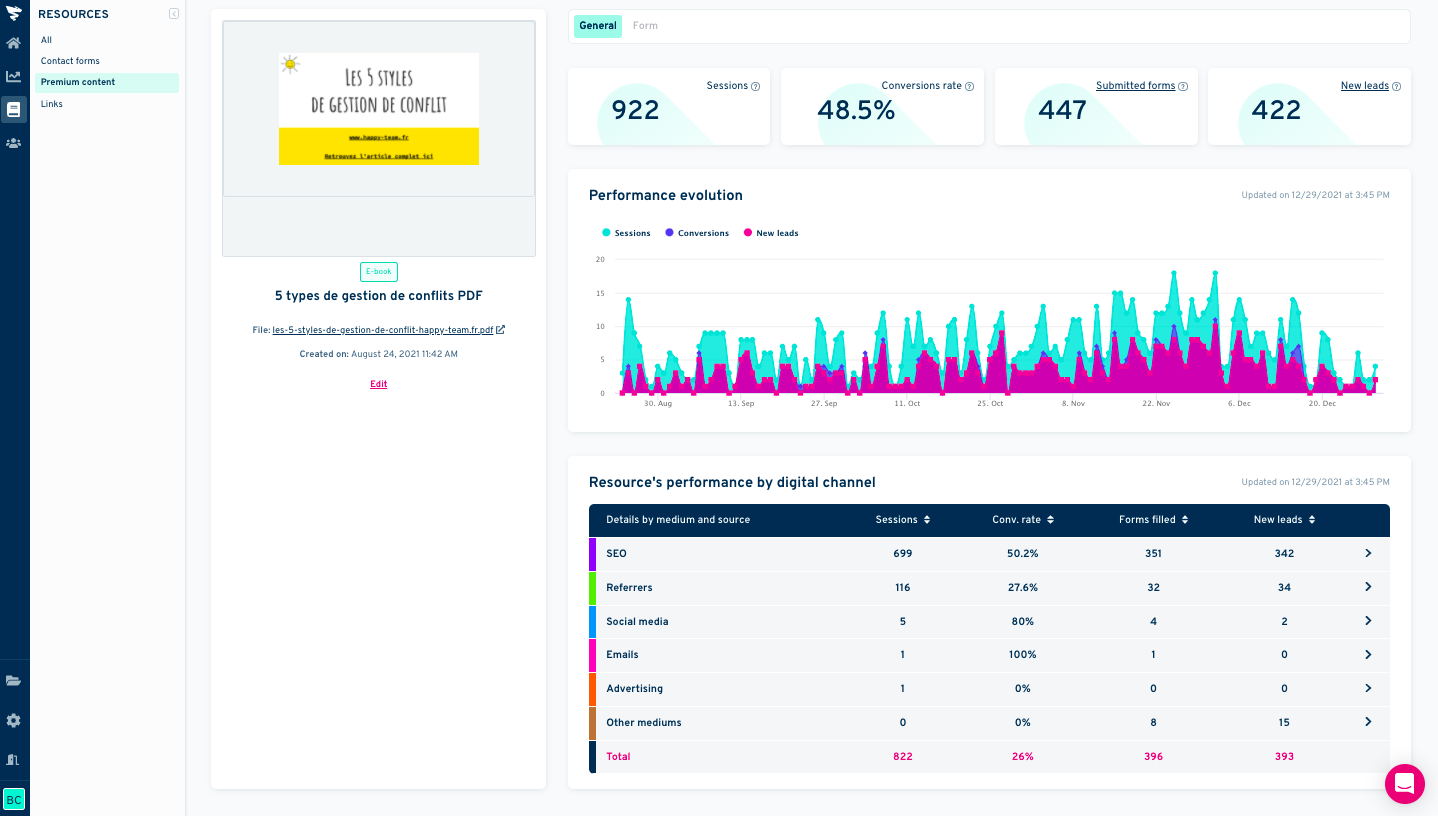 RESOURCES
All
Contact forms
Premium content
Links
BC
Les 5 styles
de gestion de conflit
www.happy-team.fr
Retrouvez l'article complet ici
E-book
5 types de gestion de conflits PDF
File: les-5-styles-de-gestion-de-conflit-happy-team.fr.pdf
Created on: August 24, 2021 11:42 AM
Edit
General Form
Sessions
922
Conversions rate
48.5%
Submitted forms
447
New leads
422
Performance evolution
Updated on 12/29/2021 at 3:45 PM
Sessions Conversions New leads
20
15
10
5
0
30. Aug 13. Sep 27. Sep 11. Oct 25. Oct 8. Nov 22. Nov 6. Dec 20. Dec
Resource's performance by digital channel
Updated on 12/29/2021 at 3:45 PM
Details by medium and source Sessions Conv. rate Forms filled New leads
SEO 699 50.2% 351 342
Referrers 116 27.6% 32 34
Social media 5 80% 4 2
Emails 1 100% 1 0
Advertising 1 0% 0 0
Other mediums 0 0% 8 15
Total 822 26% 396 393